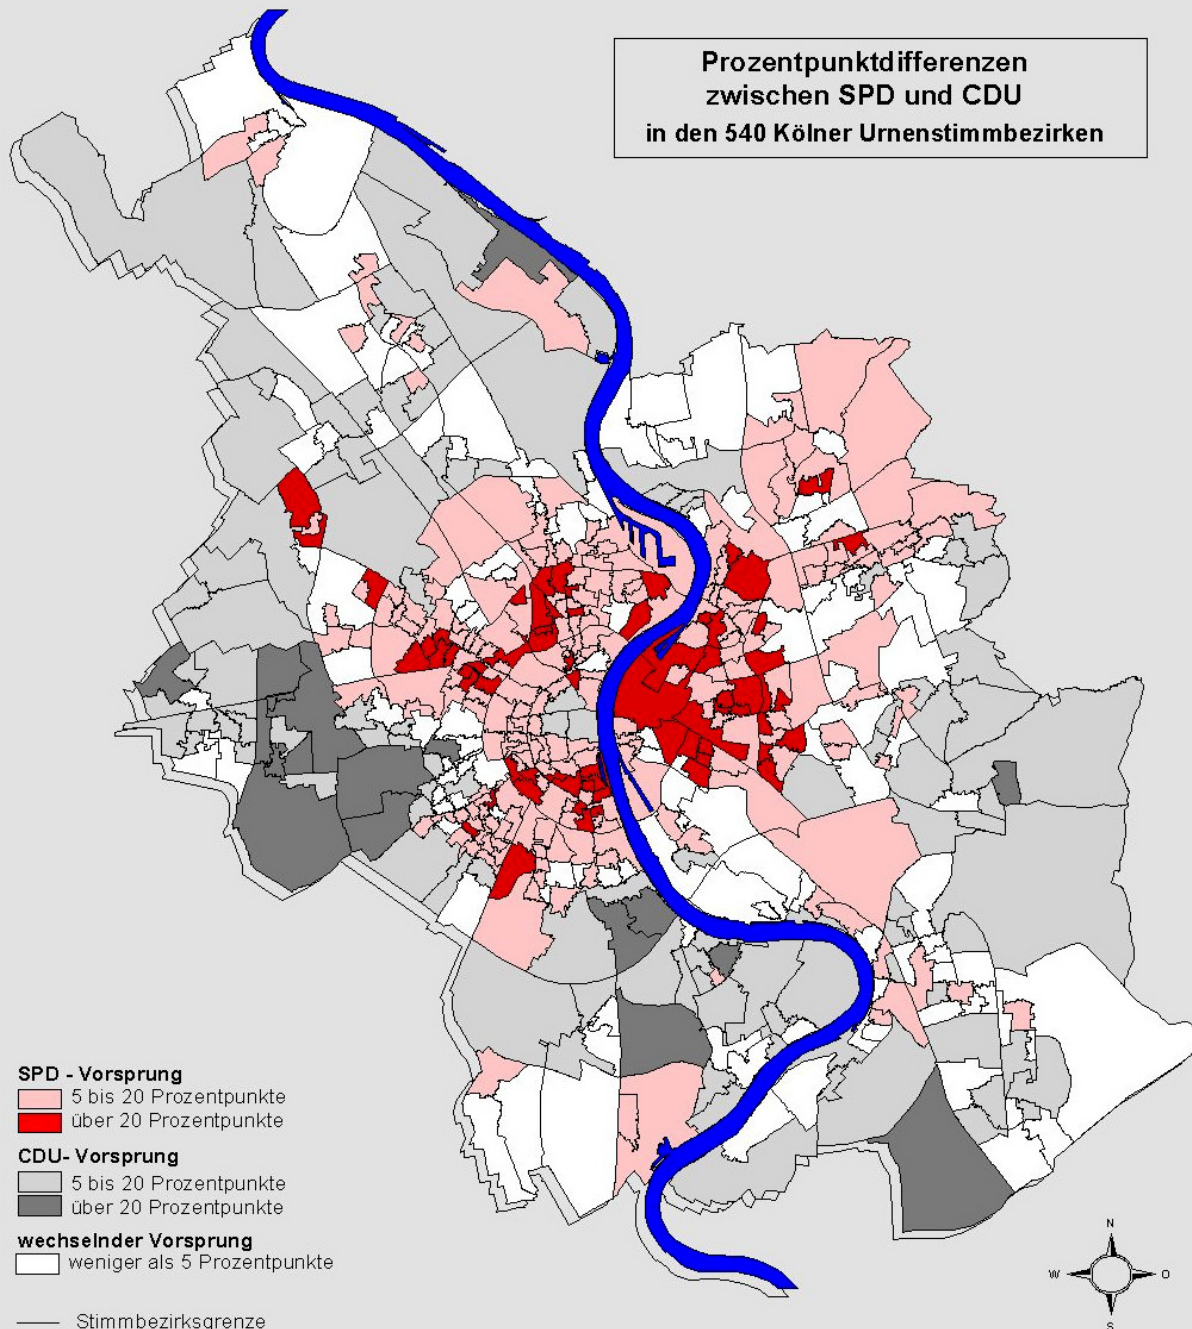 Prozentpunktdifferenzen
zwischen SPD und CDU
in den 540 Kölner Urnenstimmbezirken
SPD - Vorsprung
5 bis 20 Prozentpunkte
über 20 Prozentpunkte
CDU- Vorsprung
5 bis 20 Prozentpunkte
über 20 Prozentpunkte
wechselnder Vorsprung
weniger als 5 Prozentpunkte
Stimmbezirksgrenze
N
W O
S